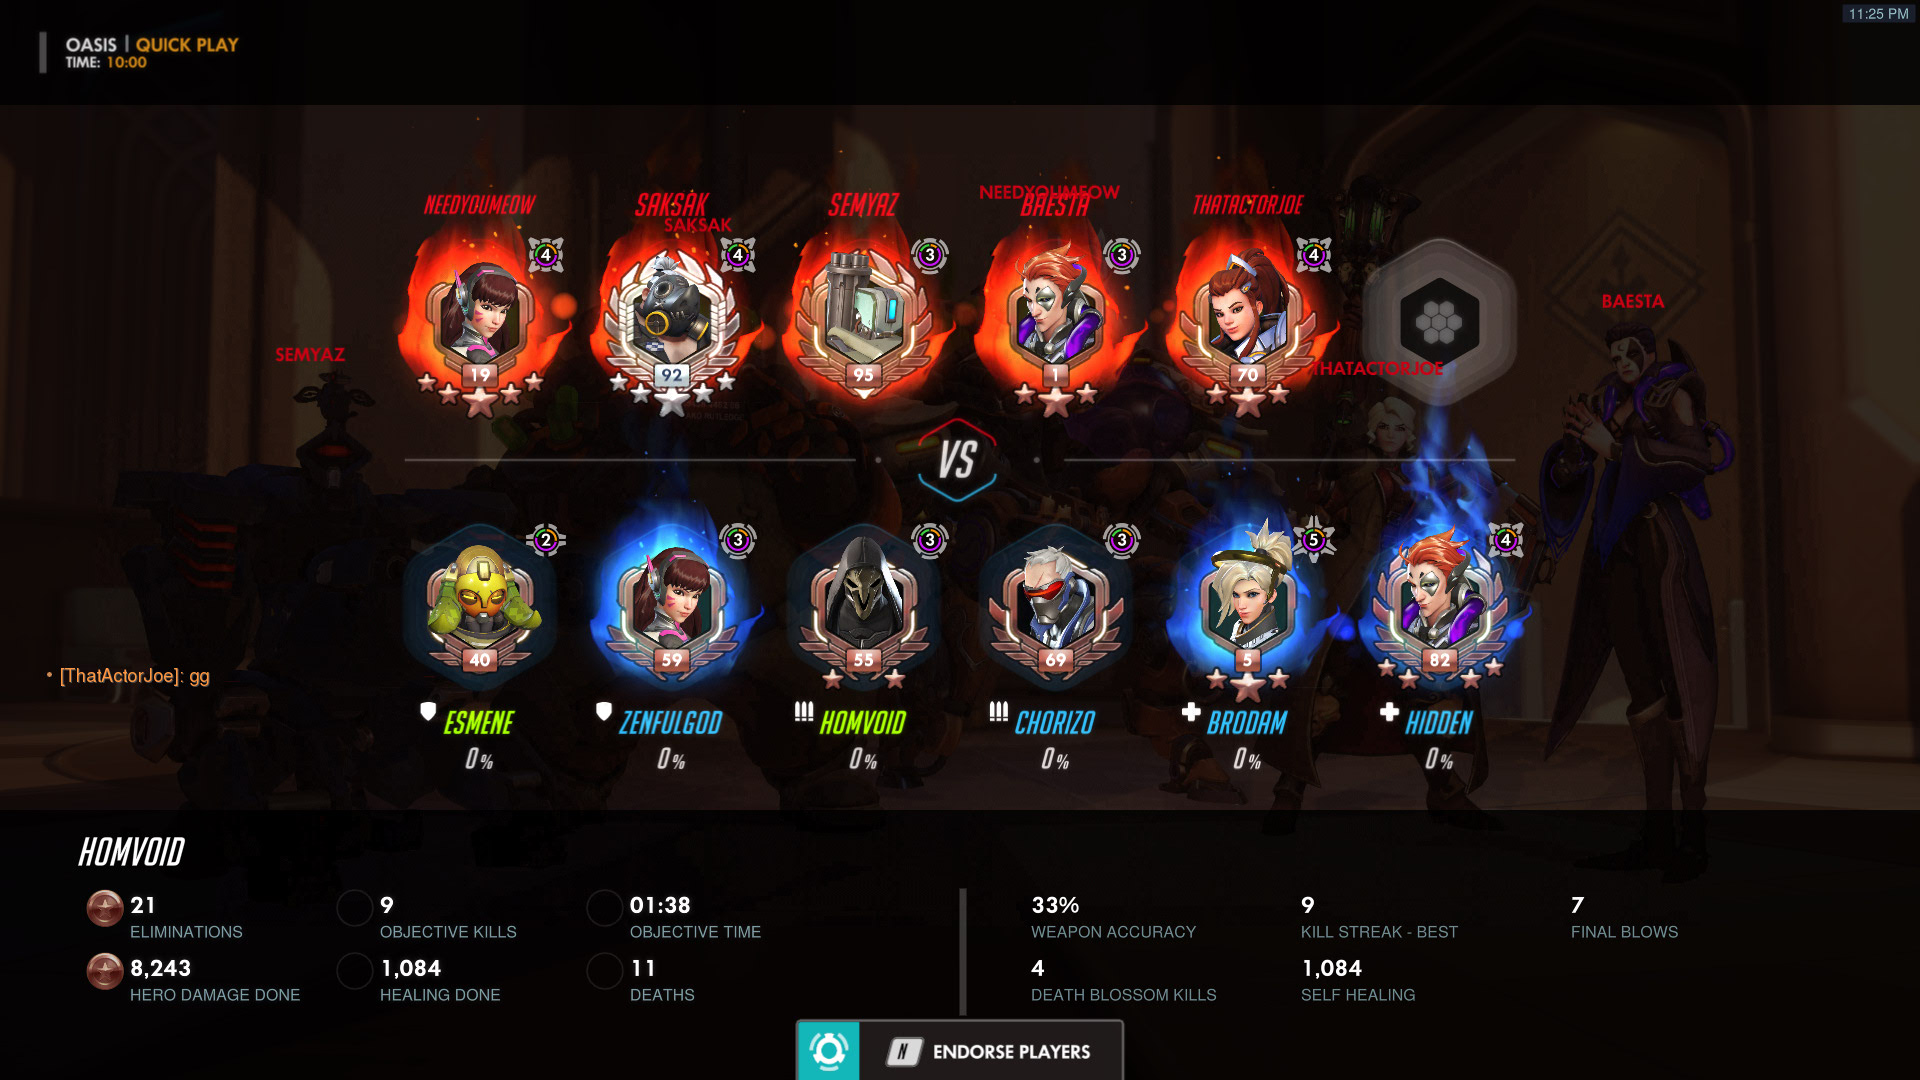 11:25 PM
OASIS | QUICK PLAY
TIME: 10:00
NEEDYOUMEOW
SAKSAK
SEMYAZ
NEEDYOUMEOW
BAESTA
THATACTORJOE
SAKSAK
4
4
3
3
4
BAESTA
SEMYAZ
THATACTORJOE
19
92
95
1
70
VS
2
3
3
3
5
4
40
59
55
69
5
82
[ThatActorJoe]: gg
ESMENE
ZENFULGOD
HOMVOID
CHORIZO
BRODAM
HIDDEN
0%
0%
0%
0%
0%
0%
HOMVOID
21
ELIMINATIONS
9
OBJECTIVE KILLS
01:38
OBJECTIVE TIME
33%
WEAPON ACCURACY
9
KILL STREAK - BEST
7
FINAL BLOWS
8,243
HERO DAMAGE DONE
1,084
HEALING DONE
11
DEATHS
4
DEATH BLOSSOM KILLS
1,084
SELF HEALING
N ENDORSE PLAYERS